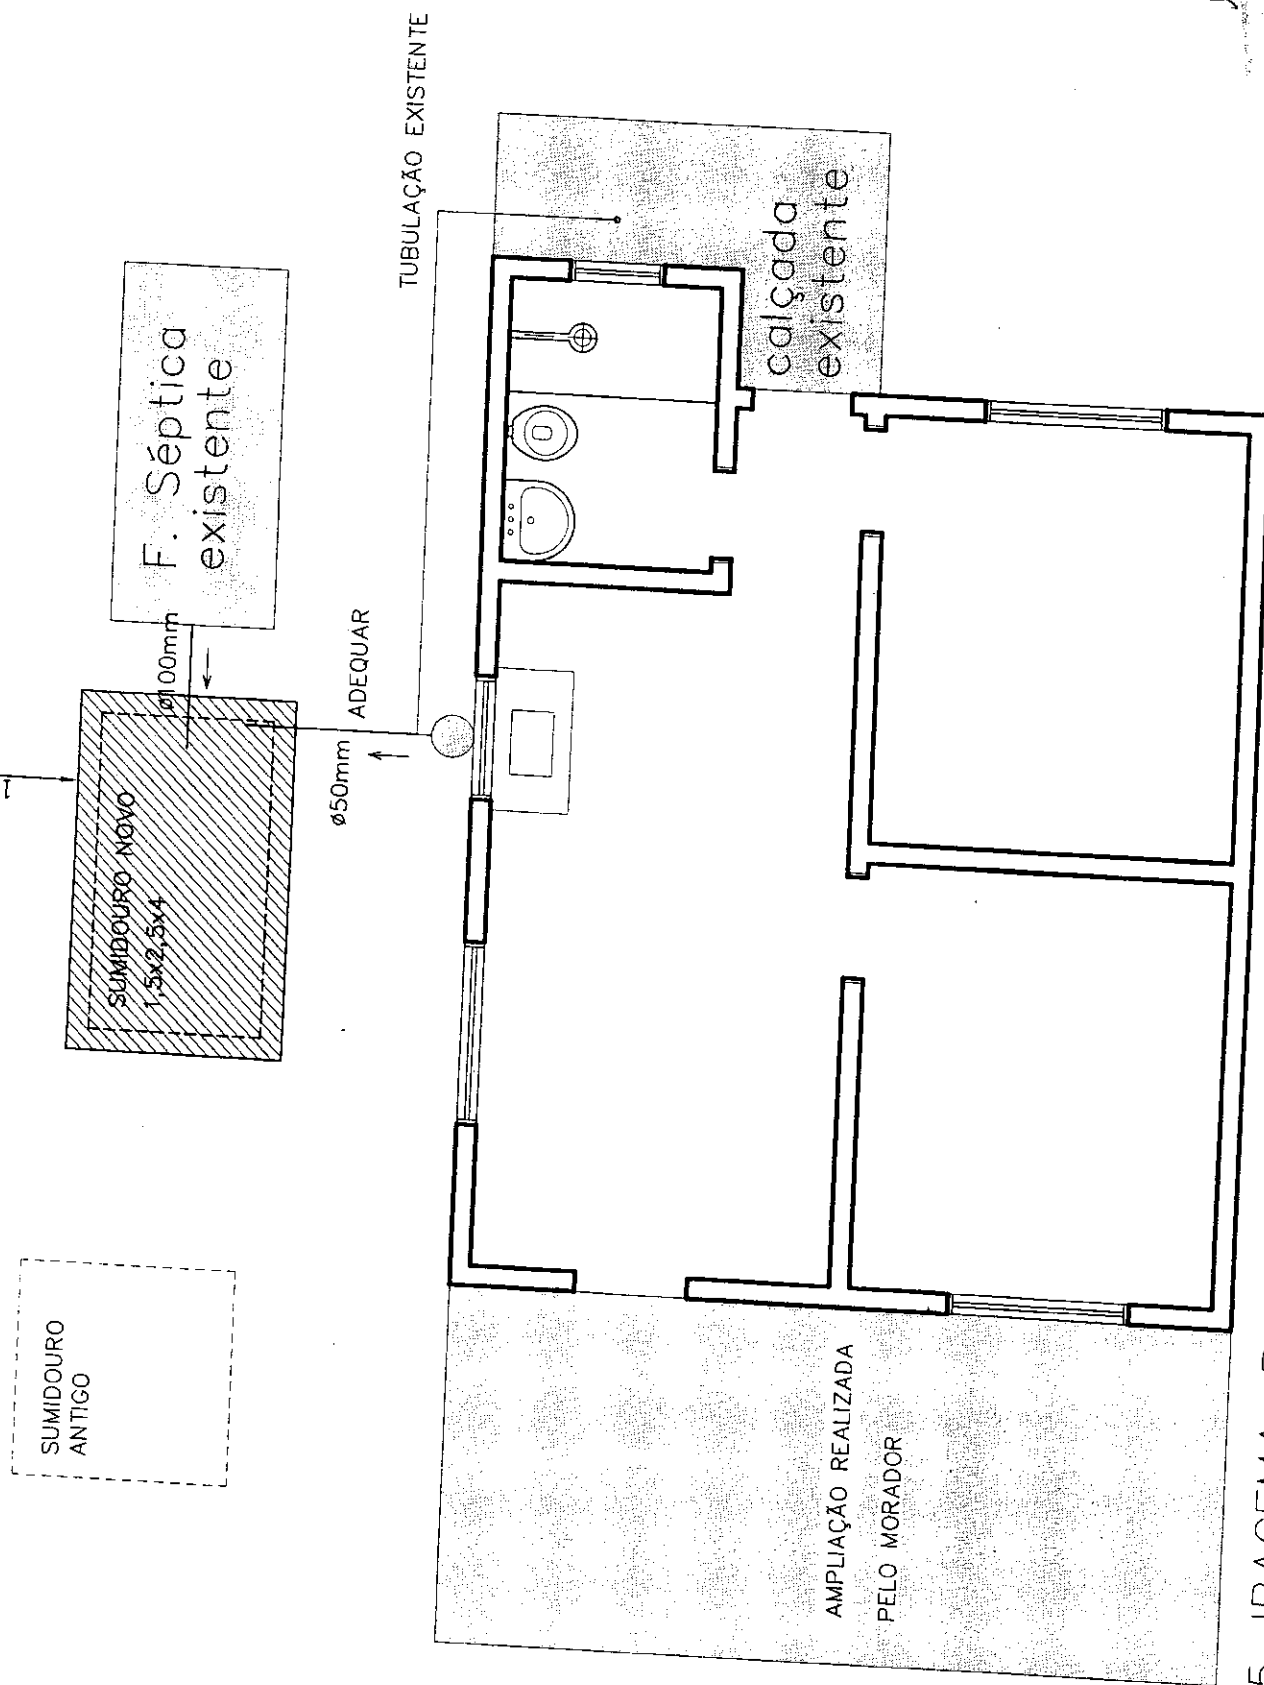 TUBULAÇÃO EXISTENTE
F. Séptica
existente
calçada
existente
ø100mm
ADEQUAR
ø50mm
SUMIDOURO NOVO
1,5x2,5x4
SUMIDOURO
ANTIGO
AMPLIAÇÃO REALIZADA
PELO MORADOR